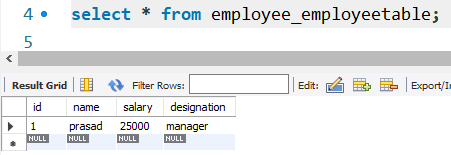 4 select * from employee_employeetable;
5
Result Grid Filter Rows: Edit: Export/In
id name salary designation
1 prasad 25000 manager
NULL NULL NULL NULL